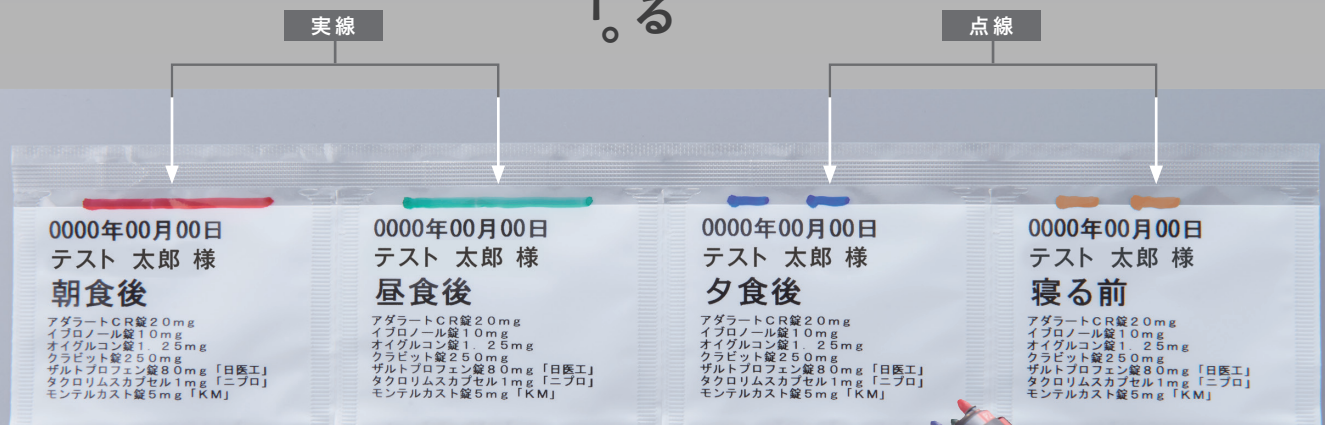 実線
る
点線
0000年00月00日
テスト 太郎 様
朝食後
アダラートCR錠20mg
イブロノール錠10mg
オイグルコン錠1. 25mg
クラビット錠250mg
ザルトプロフェン錠80mg「日医工」
タクロリムスカプセル1mg「ニプロ」
モンテルカスト錠5mg「KM」
0000年00月00日
テスト 太郎 様
昼食後
アダラートCR錠20mg
イブロノール錠10mg
オイグルコン錠1. 25mg
クラビット錠250mg
ザルトプロフェン錠80mg「日医工」
タクロリムスカプセル1mg「ニプロ」
モンテルカスト錠5mg「KM」
0000年00月00日
テスト 太郎 様
夕食後
アダラートCR錠20mg
イブロノール錠10mg
オイグルコン錠1. 25mg
クラビット錠250mg
ザルトプロフェン錠80mg「日医工」
タクロリムスカプセル1mg「ニプロ」
モンテルカスト錠5mg「KM」
0000年00月00日
テスト 太郎 様
寝る前
アダラートCR錠20mg
イブロノール錠10mg
オイグルコン錠1. 25mg
クラビット錠250mg
ザルトプロフェン錠80mg「日医工」
タクロリムスカプセル1mg「ニプロ」
モンテルカスト錠5mg「KM」